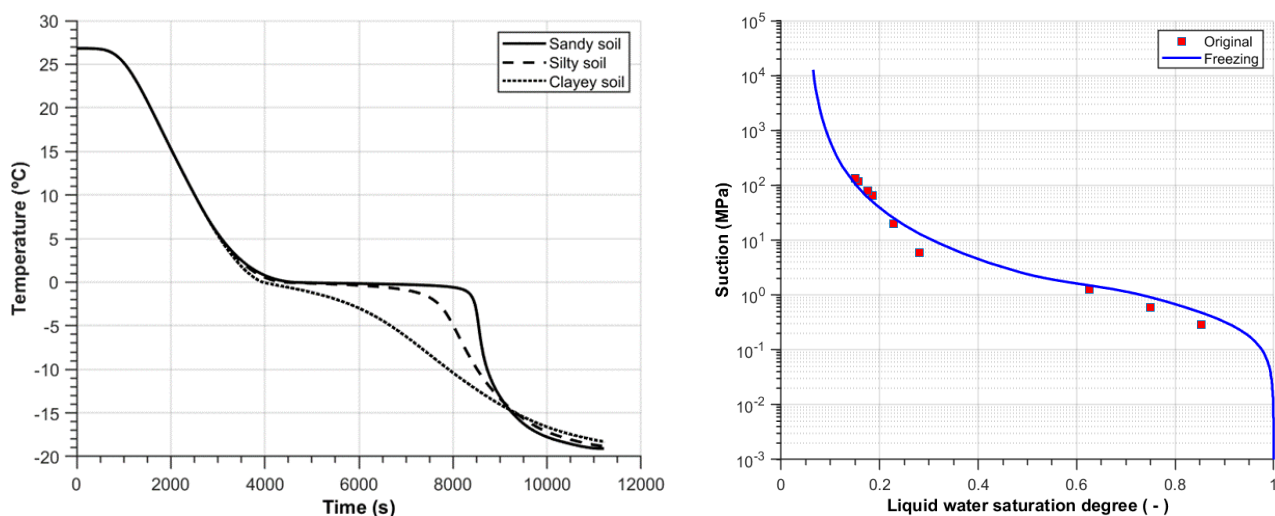 30
25
20
15
10
5
0
-5
-10
-15
-20
Temperature (ºC)
0 2000 4000 6000 8000 10000 12000
Time (s)
Sandy soil
Silty soil
Clayey soil
10^5
10^4
10^3
10^2
10^1
10^0
10^-1
10^-2
10^-3
Suction (MPa)
0 0.2 0.4 0.6 0.8 1
Liquid water saturation degree ( - )
Original
Freezing